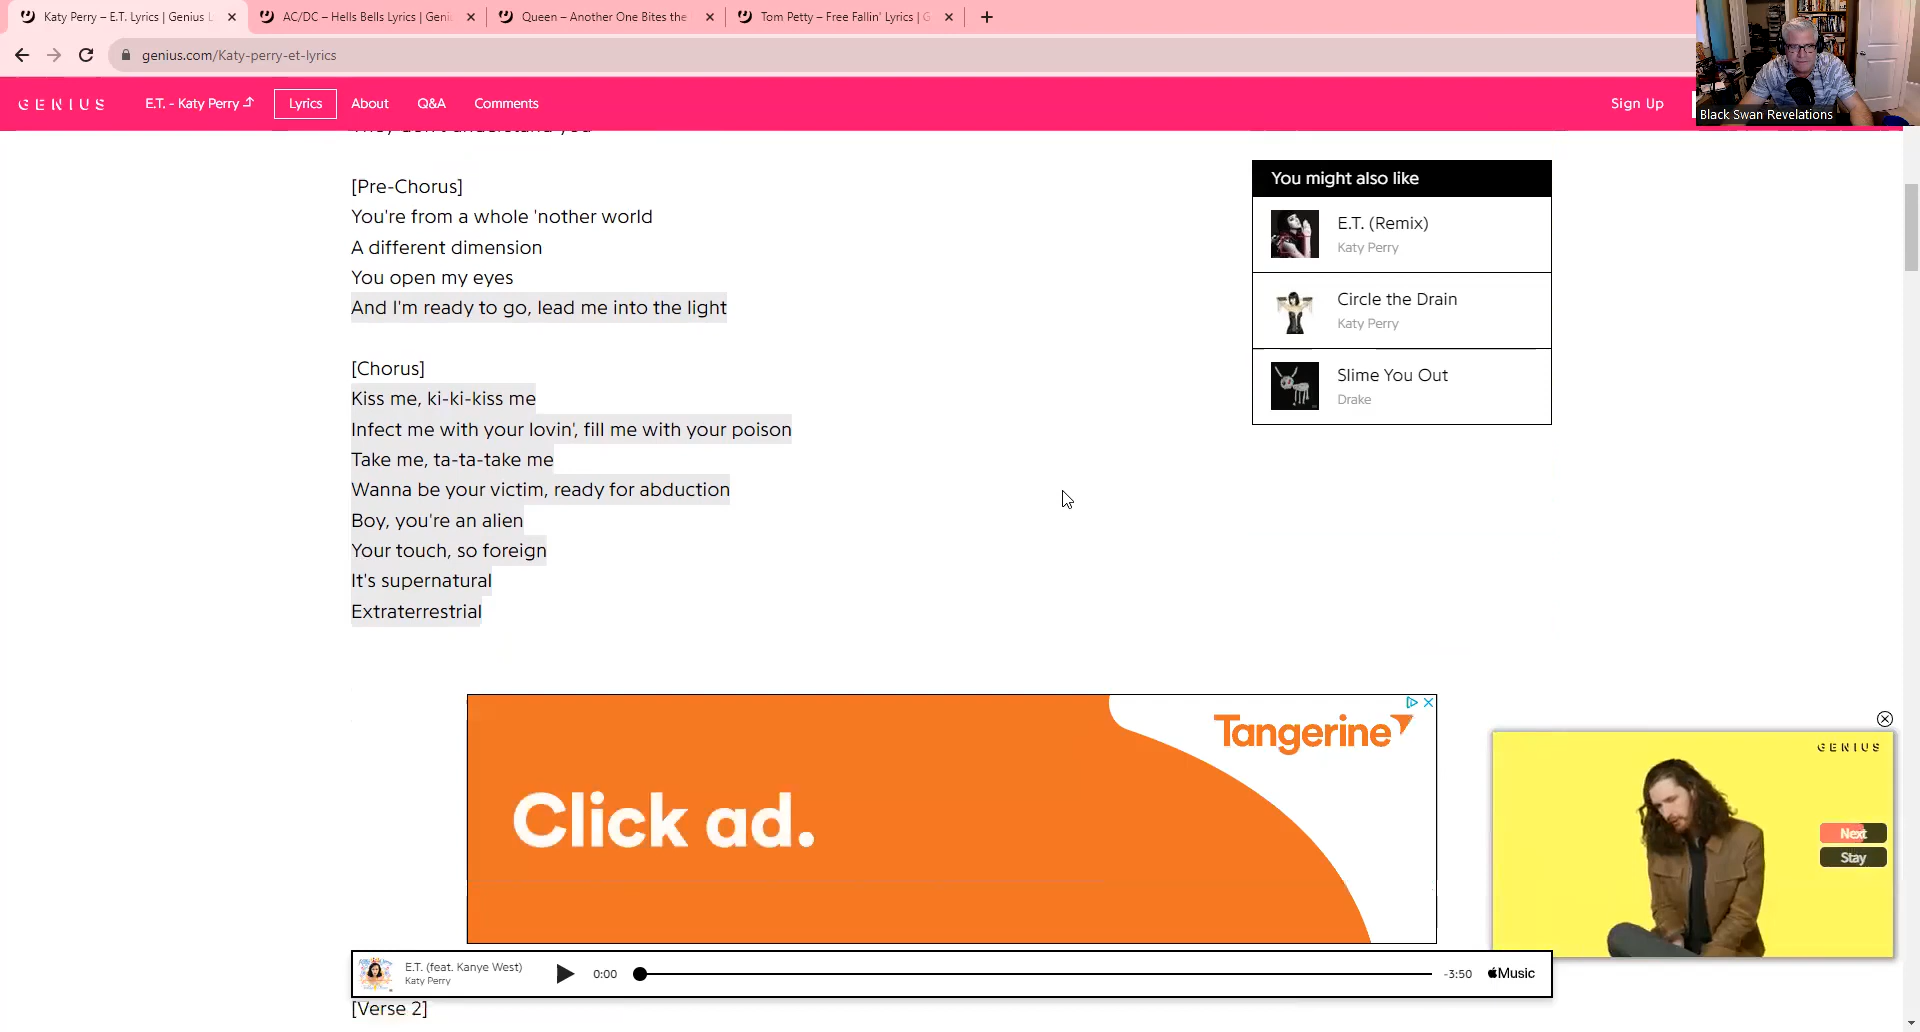 Katy Perry – E.T. Lyrics | Genius L
AC/DC – Hells Bells Lyrics | Geni
Queen – Another One Bites the
Tom Petty – Free Fallin' Lyrics | G
genius.com/Katy-perry-et-lyrics
GENIUS
E.T. - Katy Perry
Lyrics
About
Q&A
Comments
Sign Up
Black Swan Revelations
They don't understand you
[Pre-Chorus]
You're from a whole 'nother world
A different dimension
You open my eyes
And I'm ready to go, lead me into the light
[Chorus]
Kiss me, ki-ki-kiss me
Infect me with your lovin', fill me with your poison
Take me, ta-ta-take me
Wanna be your victim, ready for abduction
Boy, you're an alien
Your touch, so foreign
It's supernatural
Extraterrestrial
You might also like
E.T. (Remix)
Katy Perry
Circle the Drain
Katy Perry
Slime You Out
Drake
Tangerine
Click ad.
GENIUS
Next
Stay
E.T. (feat. Kanye West)
Katy Perry
0:00
-3:50
Music
[Verse 2]